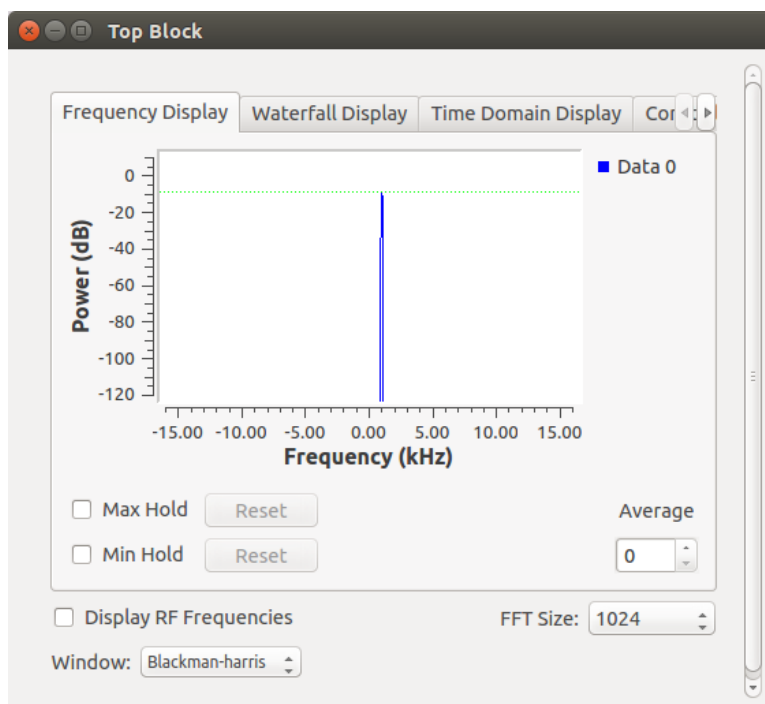 Top Block
Frequency Display Waterfall Display Time Domain Display
Data 0
0
-20
-40
-60
-80
-100
-120
Power (dB)
-15.00 -10.00 -5.00 0.00 5.00 10.00 15.00
Frequency (kHz)
Max Hold Reset Average
Min Hold Reset 0
Display RF Frequencies FFT Size: 1024
Window: Blackman-harris